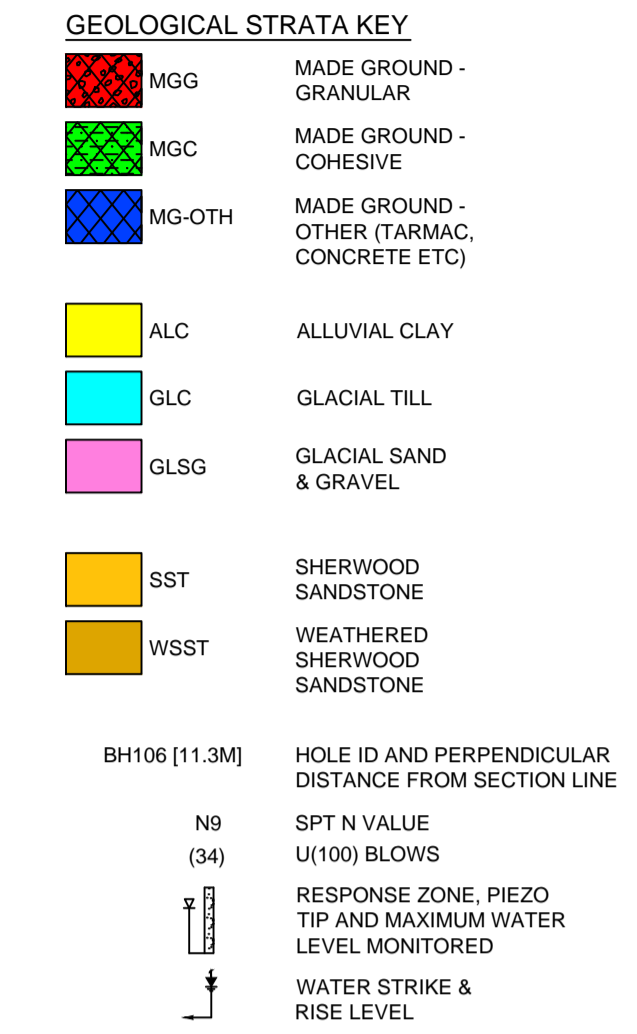 GEOLOGICAL STRATA KEY
MGG
MADE GROUND -
GRANULAR
MGC
MADE GROUND -
COHESIVE
MG-OTH
MADE GROUND -
OTHER (TARMAC,
CONCRETE ETC)
ALC
ALLUVIAL CLAY
GLC
GLACIAL TILL
GLSG
GLACIAL SAND
& GRAVEL
SST
SHERWOOD
SANDSTONE
WSST
WEATHERED
SHERWOOD
SANDSTONE
BH106 [11.3M]
HOLE ID AND PERPENDICULAR
DISTANCE FROM SECTION LINE
N9
SPT N VALUE
(34)
U(100) BLOWS
RESPONSE ZONE, PIEZO
TIP AND MAXIMUM WATER
LEVEL MONITORED
WATER STRIKE &
RISE LEVEL